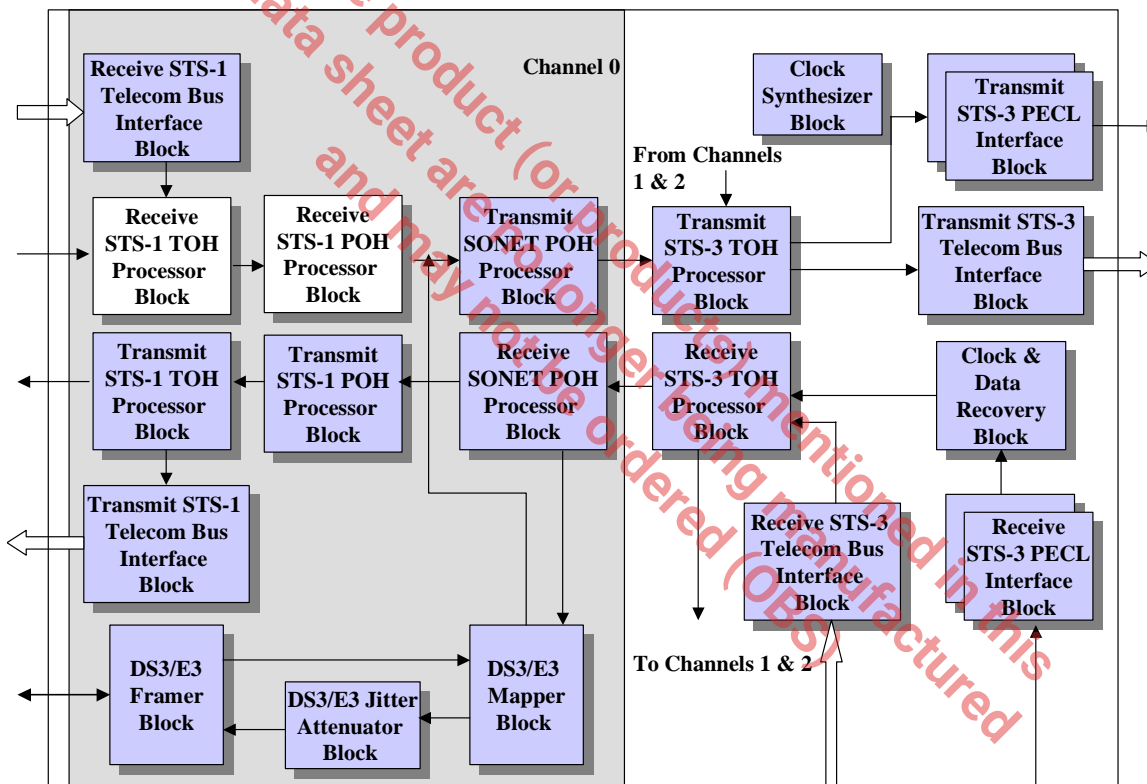 Receive STS-1
Telecom Bus
Interface
Block
Channel 0
Clock
Synthesizer
Block
Transmit
STS-3 PECL
Interface
Block
From Channels
1 & 2
Receive
STS-1 TOH
Processor
Block
Receive
STS-1 POH
Processor
Block
Transmit
SONET POH
Processor
Block
Transmit
STS-3 TOH
Processor
Block
Transmit STS-3
Telecom Bus
Interface
Block
Transmit
STS-1 TOH
Processor
Block
Transmit
STS-1 POH
Processor
Block
Receive
SONET POH
Processor
Block
Receive
STS-3 TOH
Processor
Block
Clock &
Data
Recovery
Block
Transmit STS-1
Telecom Bus
Interface
Block
Receive STS-3
Telecom Bus
Interface
Block
Receive
STS-3 PECL
Interface
Block
DS3/E3
Framer
Block
DS3/E3 Jitter
Attenuator
Block
DS3/E3
Mapper
Block
To Channels 1 & 2
product (or products) mentioned in this
data sheet are no longer being manufactured
and may not be ordered (OBS)